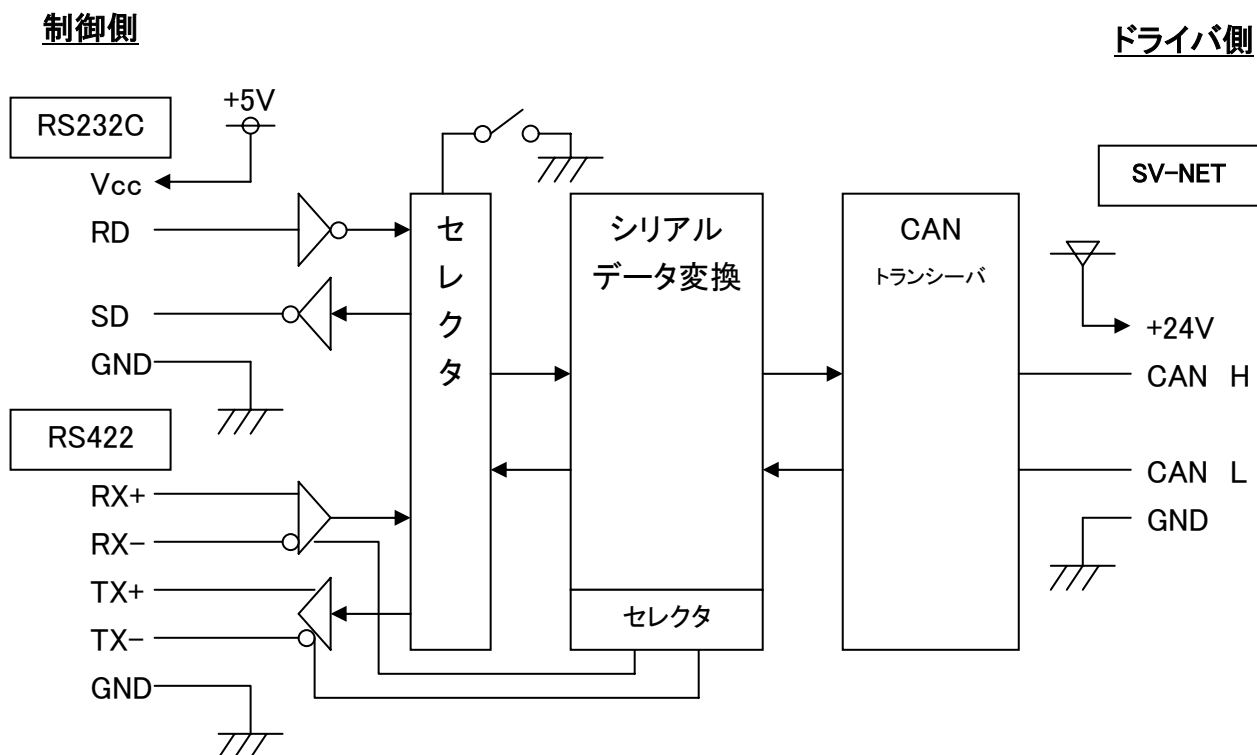 制御側
ドライバ側
RS232C
+5V
Vcc
RD
SD
GND
RS422
RX+
RX-
TX+
TX-
GND
セレクタ
シリアル
データ変換
セレクタ
CAN
トランシーバ
SV-NET
+24V
CAN H
CAN L
GND